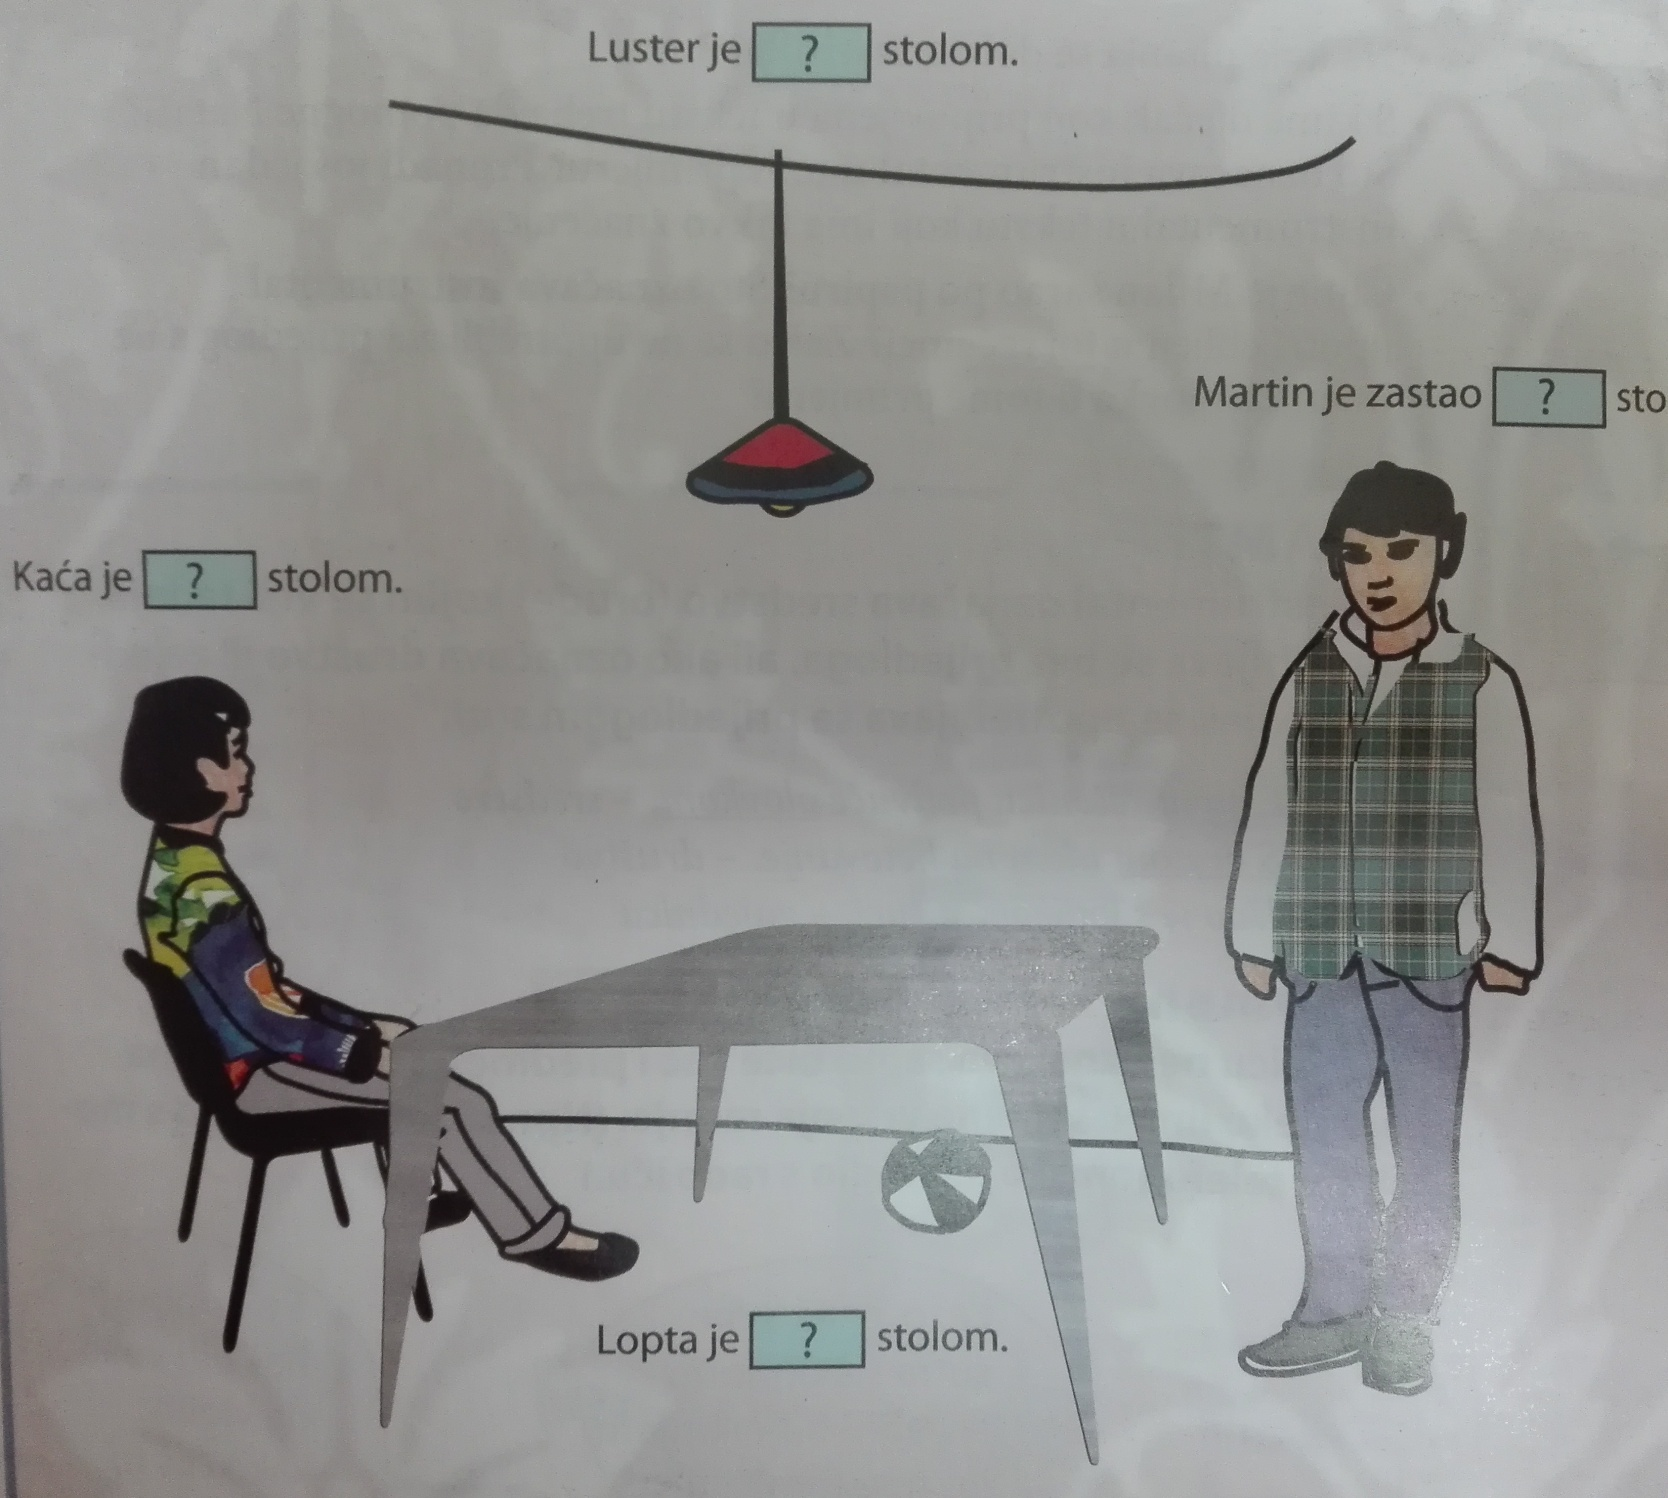 Luster je ? stolom.
Martin je zastao ? sto
Kaća je ? stolom.
Lopta je ? stolom.